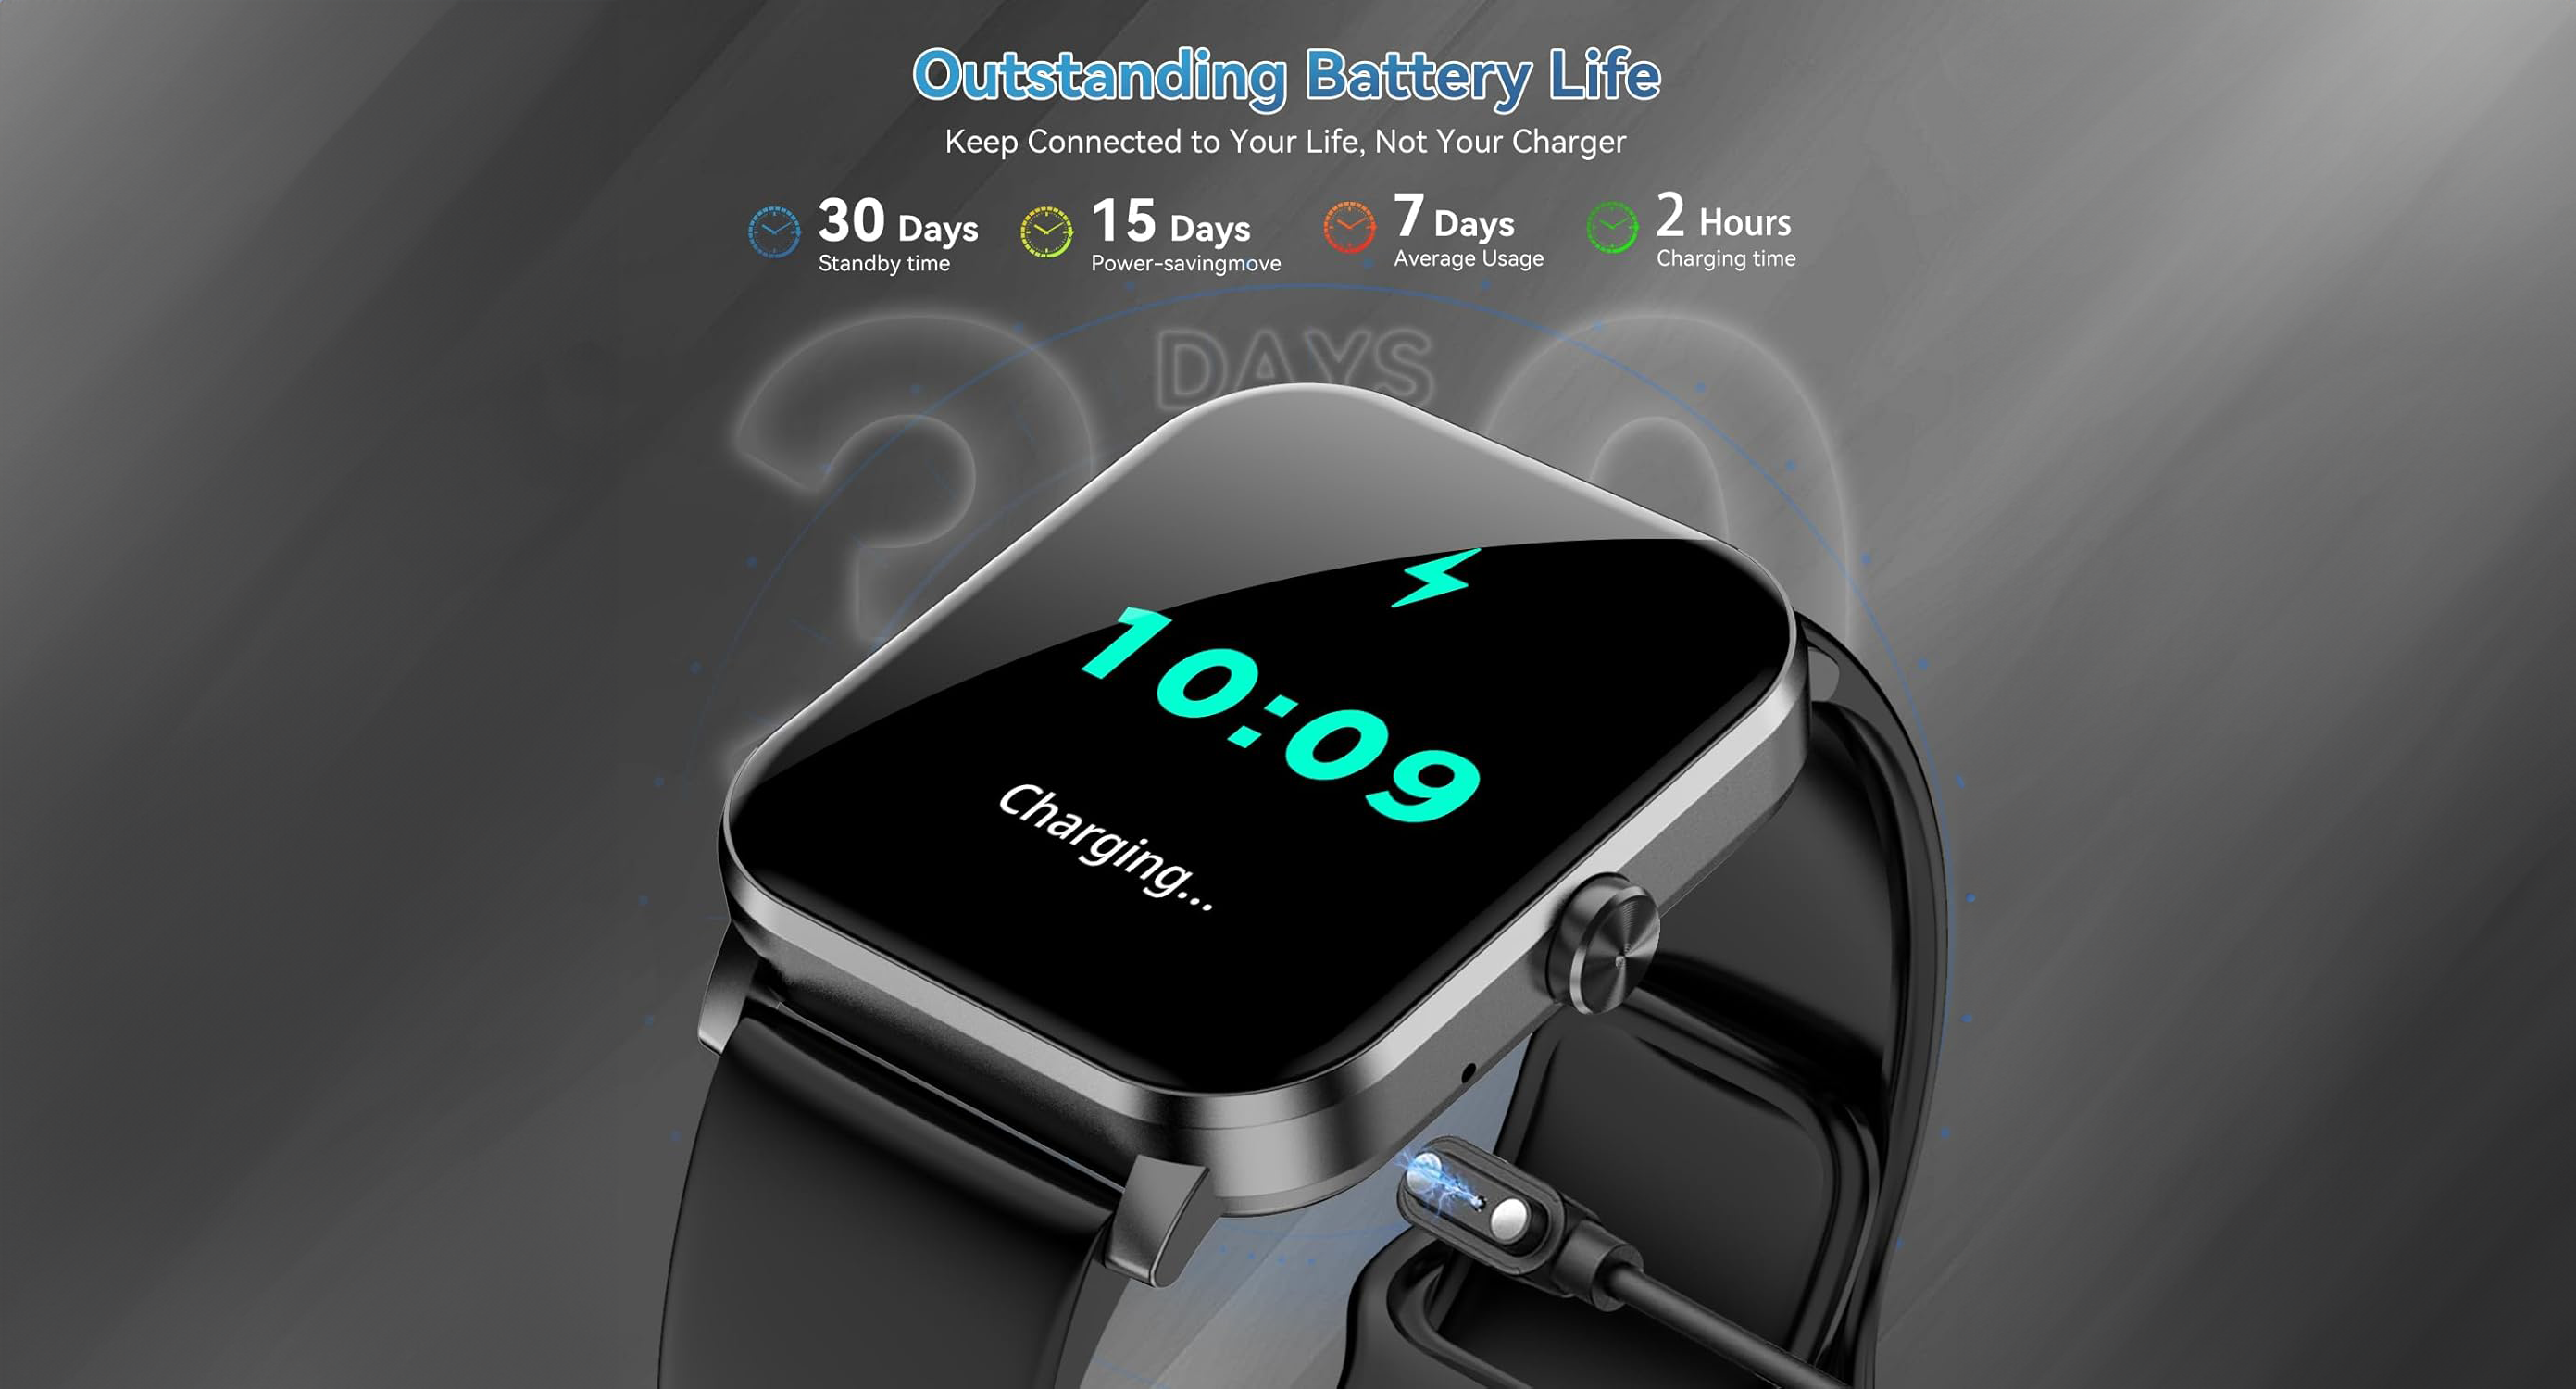 Outstanding Battery Life
Keep Connected to Your Life, Not Your Charger
30 Days
Standby time
15 Days
Power-savingmove
7 Days
Average Usage
2 Hours
Charging time
DAYS
30
10:09
Charging...